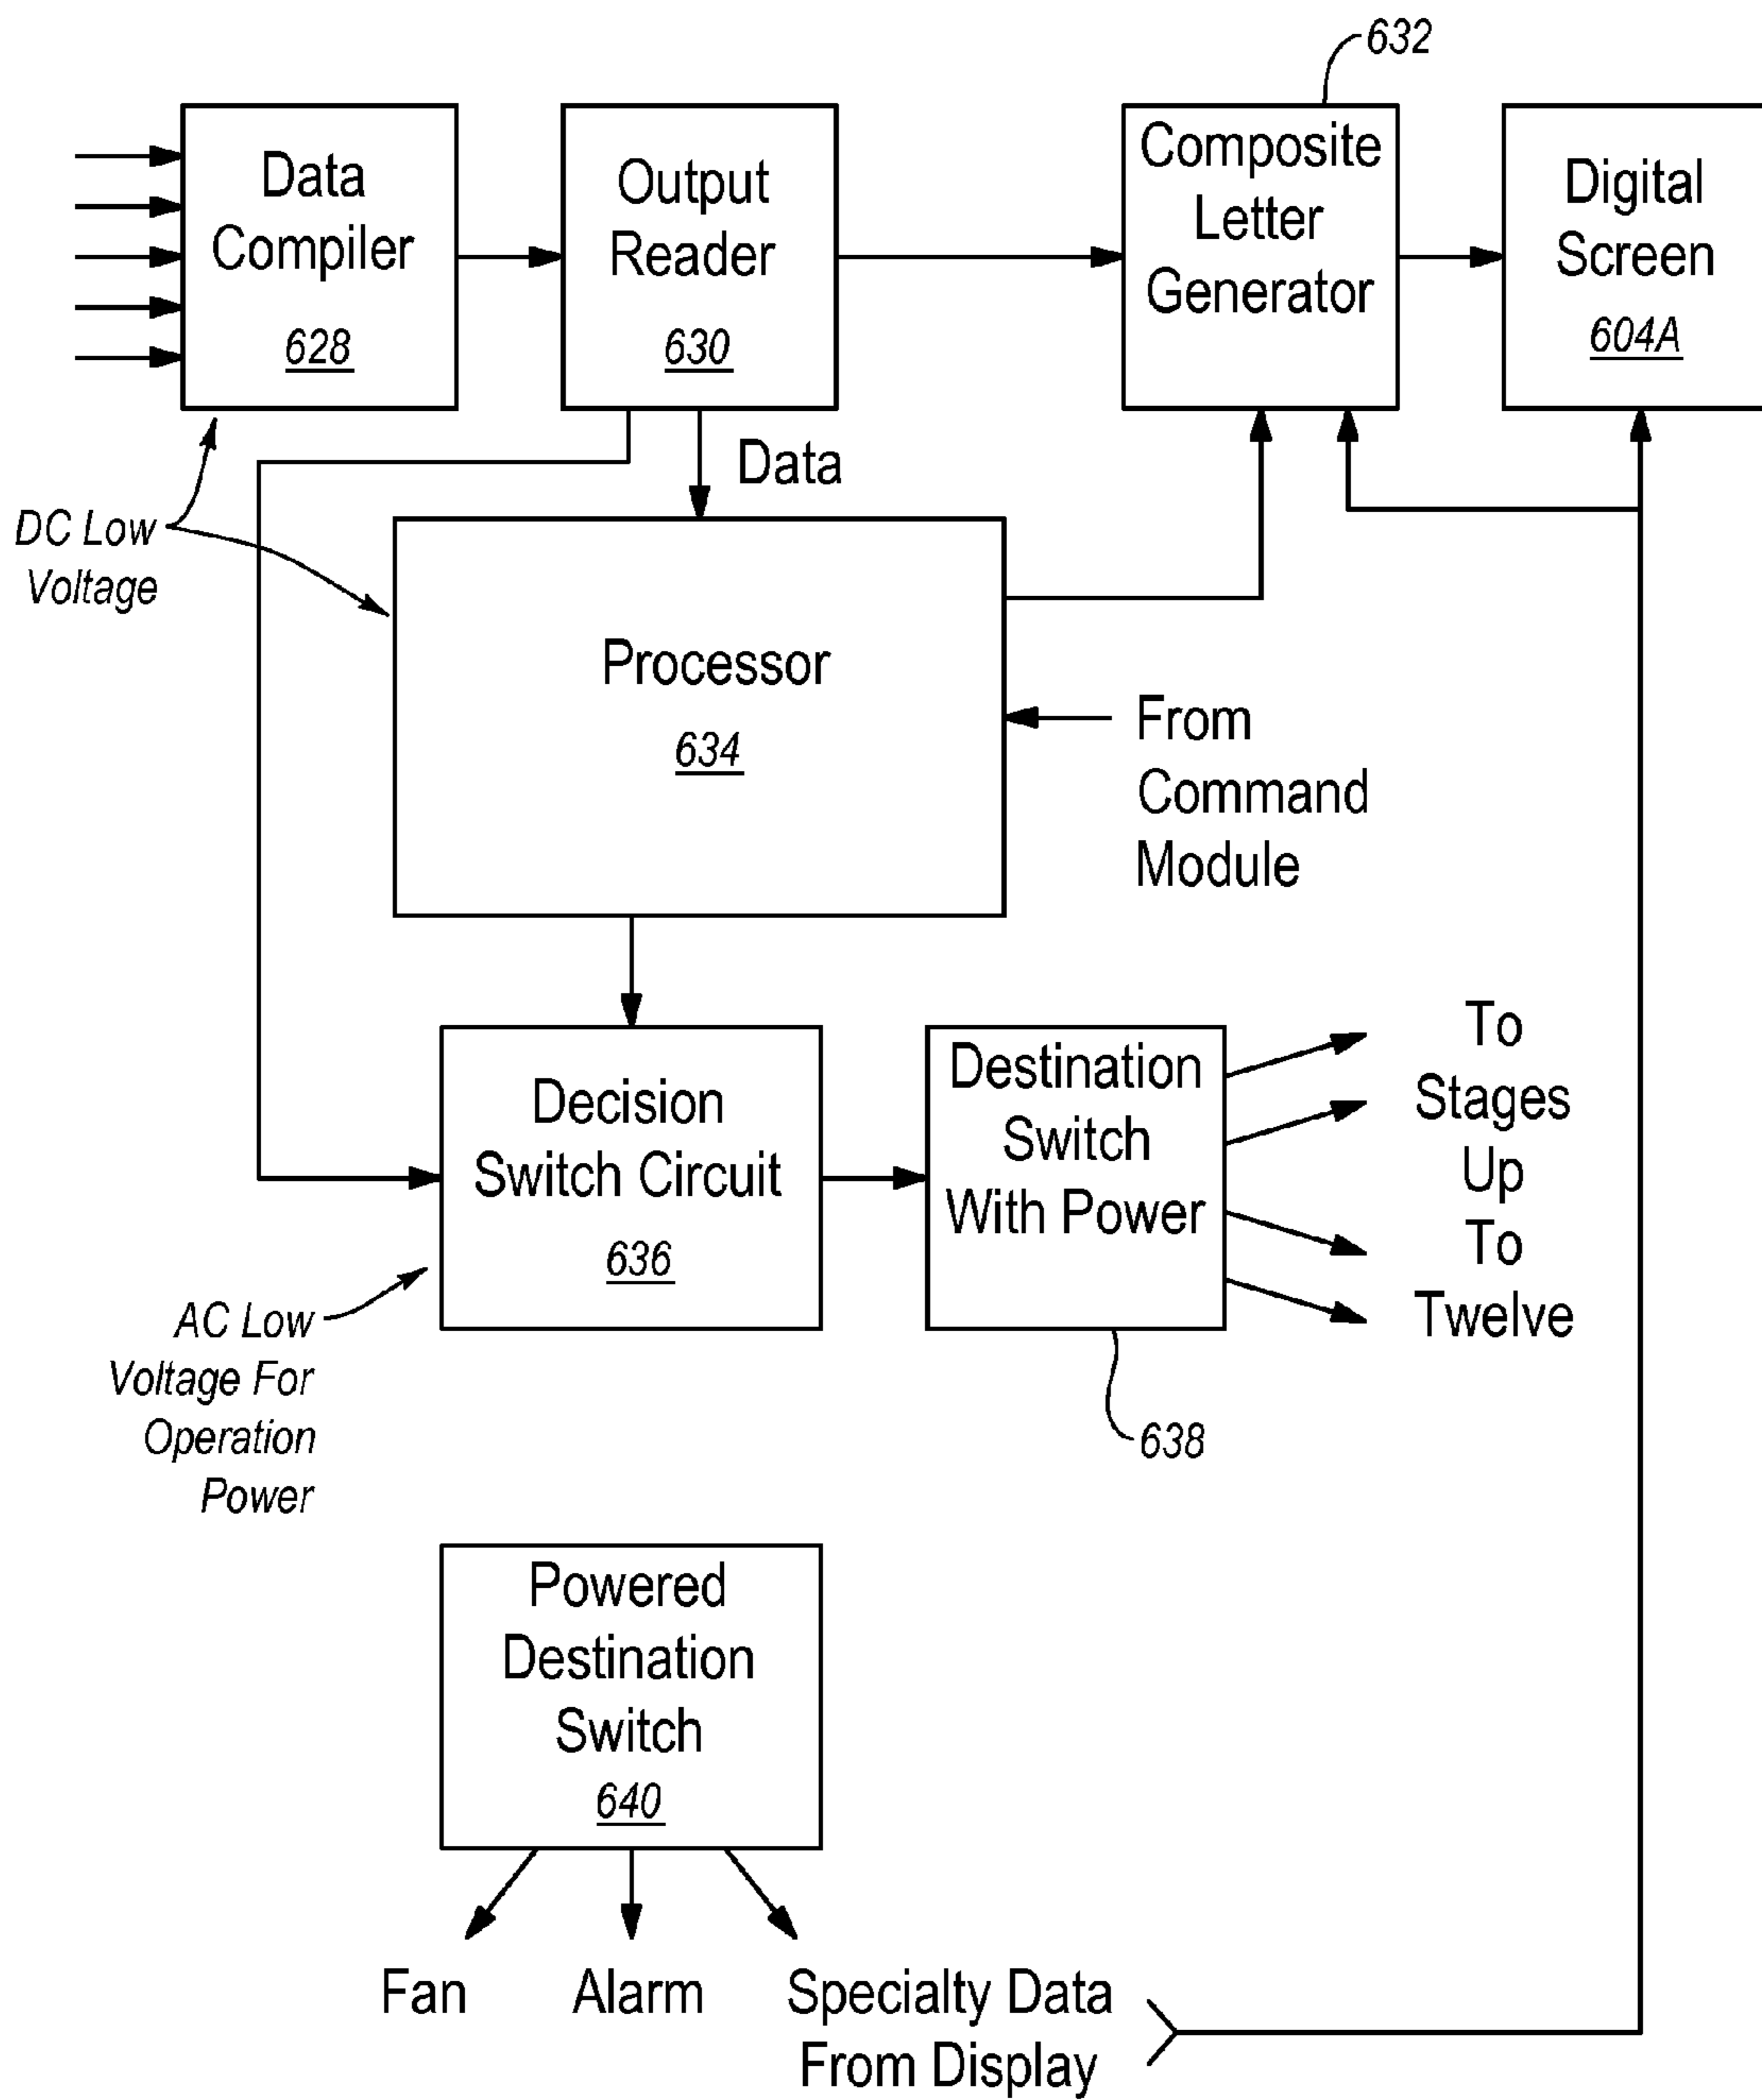 632
Data
Compiler
628
Output
Reader
630
Composite
Letter
Generator
Digital
Screen
604A
Data
DC Low
Voltage
Processor
634
From
Command
Module
Decision
Switch Circuit
636
Destination
Switch
With Power
To
Stages
Up
To
Twelve
AC Low
Voltage For
Operation
Power
638
Powered
Destination
Switch
640
Fan
Alarm
Specialty Data
From Display